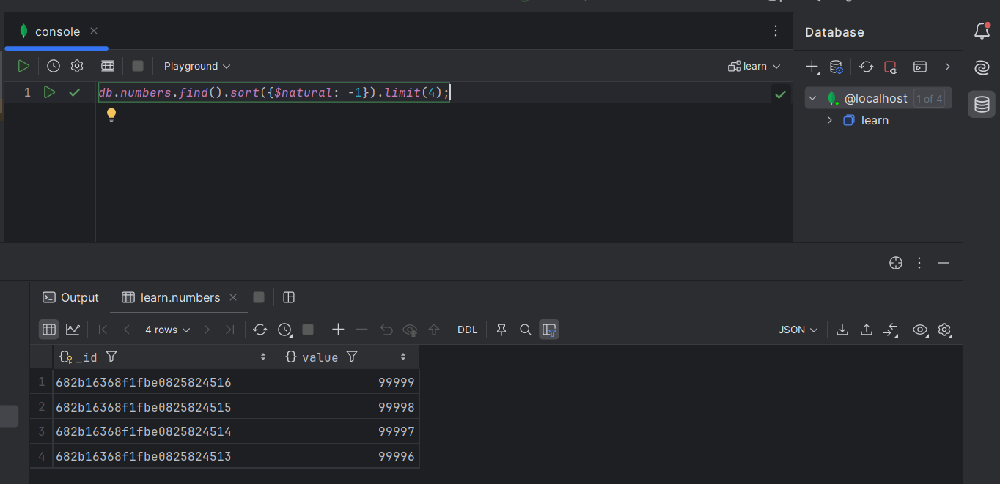 console
Database
Playground
learn
1
db.numbers.find().sort({$natural: -1}).limit(4);
@localhost 1 of 4
learn
Output
learn.numbers
4 rows
DDL
JSON
_id value
1 682b16368f1fbe0825824516 99999
2 682b16368f1fbe0825824515 99998
3 682b16368f1fbe0825824514 99997
4 682b16368f1fbe0825824513 99996